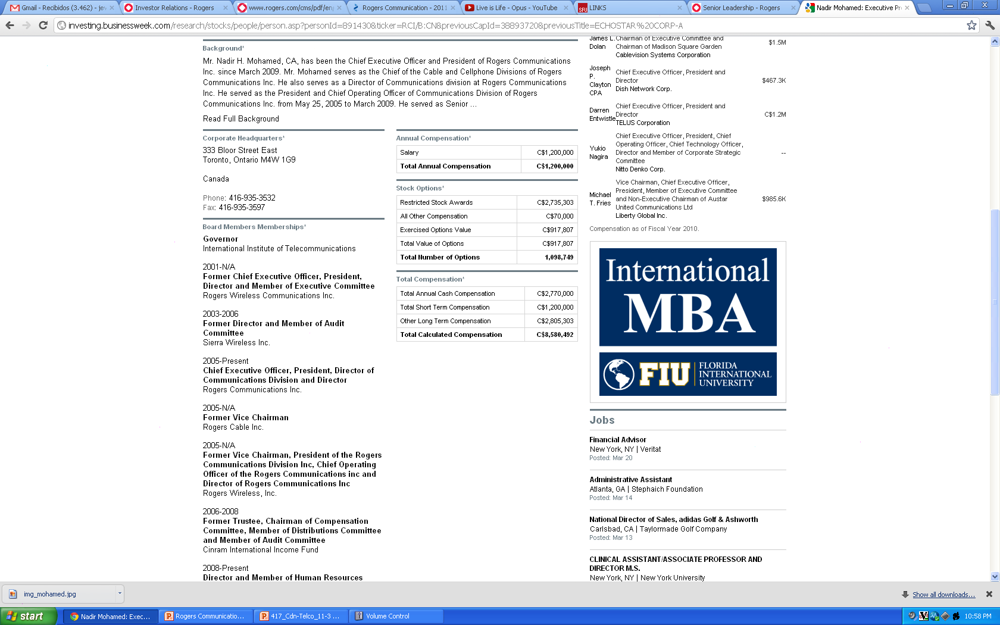 Gmail - Recibidos (3.462) - je
Investor Relations - Rogers
www.rogers.com/cms/pdf/en
Rogers Communication - 2011
Live is Life - Opus - YouTube
SFU LINKS
Senior Leadership - Rogers
Nadir Mohamed: Executive Pr
investing.businessweek.com/research/stocks/people/person.asp?personId=891430&ticker=RCI/B:CN&previousCapId=38893720&previousTitle=ECHOSTAR%20CORP-A
Background*
Mr. Nadir H. Mohamed, CA, has been the Chief Executive Officer and President of Rogers Communications
Inc. since March 2009. Mr. Mohamed serves as the Chief of the Cable and Cellphone Divisions of Rogers
Communications Inc. He also serves as a Director of Communications division at Rogers Communications
Inc. He served as the President and Chief Operating Officer of Communications Division of Rogers
Communications Inc. from May 25, 2005 to March 2009. He served as Senior ...
Read Full Background
Corporate Headquarters*
333 Bloor Street East
Toronto, Ontario M4W 1G9
Canada
Phone: 416-935-3532
Fax: 416-935-3597
Board Members Memberships*
Governor
International Institute of Telecommunications
2001-N/A
Former Chief Executive Officer, President,
Director and Member of Executive Committee
Rogers Wireless Communications Inc.
2003-2006
Former Director and Member of Audit
Committee
Sierra Wireless Inc.
2005-Present
Chief Executive Officer, President, Director of
Communications Division and Director
Rogers Communications Inc.
2005-N/A
Former Vice Chairman
Rogers Cable Inc.
2005-N/A
Former Vice Chairman, President of the Rogers
Communications Division Inc, Chief Operating
Officer of the Rogers Communications inc and
Director of Rogers Communications Inc
Rogers Wireless, Inc.
2006-2008
Former Trustee, Chairman of Compensation
Committee, Member of Distributions Committee
and Member of Audit Committee
Cinram International Income Fund
2008-Present
Director and Member of Human Resources
Annual Compensation*
Salary C$1,200,000
Total Annual Compensation C$1,200,000
Stock Options*
Restricted Stock Awards C$2,735,303
All Other Compensation C$70,000
Exercised Options Value C$917,807
Total Value of Options C$917,807
Total Number of Options 1,098,749
Total Compensation*
Total Annual Cash Compensation C$2,770,000
Total Short Term Compensation C$1,200,000
Other Long Term Compensation C$2,805,303
Total Calculated Compensation C$8,580,492
James L. Chairman of Executive Committee and
Dolan Chairman of Madison Square Garden $1.5M
Cablevision Systems Corporation
Joseph
P.
Clayton
CPA
Chief Executive Officer, President and
Director $467.3K
Dish Network Corp.
Darren
Entwistle
Chief Executive Officer, President and
Director C$1.2M
TELUS Corporation
Yukio
Nagira
Chief Executive Officer, President, Chief
Operating Officer, Chief Technology Officer,
Director and Member of Corporate Strategic --
Committee
Nitto Denko Corp.
Michael
T. Fries
Vice Chairman, Chief Executive Officer,
President, Member of Executive Committee
and Non-Executive Chairman of Austar $985.6K
United Communications Ltd
Liberty Global Inc.
Compensation as of Fiscal Year 2010.
International
MBA
FIU
FLORIDA
INTERNATIONAL
UNIVERSITY
Jobs
Financial Advisor
New York, NY | Veritat
Posted: Mar 20
Administrative Assistant
Atlanta, GA | Stephaich Foundation
Posted: Mar 14
National Director of Sales, adidas Golf & Ashworth
Carlsbad, CA | Taylormade Golf Company
Posted: Mar 13
CLINICAL ASSISTANT/ASSOCIATE PROFESSOR AND
DIRECTOR M.S.
New York, NY | New York University
img_mohamed.jpg
Show all downloads...
start
Nadir Mohamed: Exec...
Rogers Communicatio...
417_Cdn-Telco_11-3 ...
Volume Control
10:58 PM